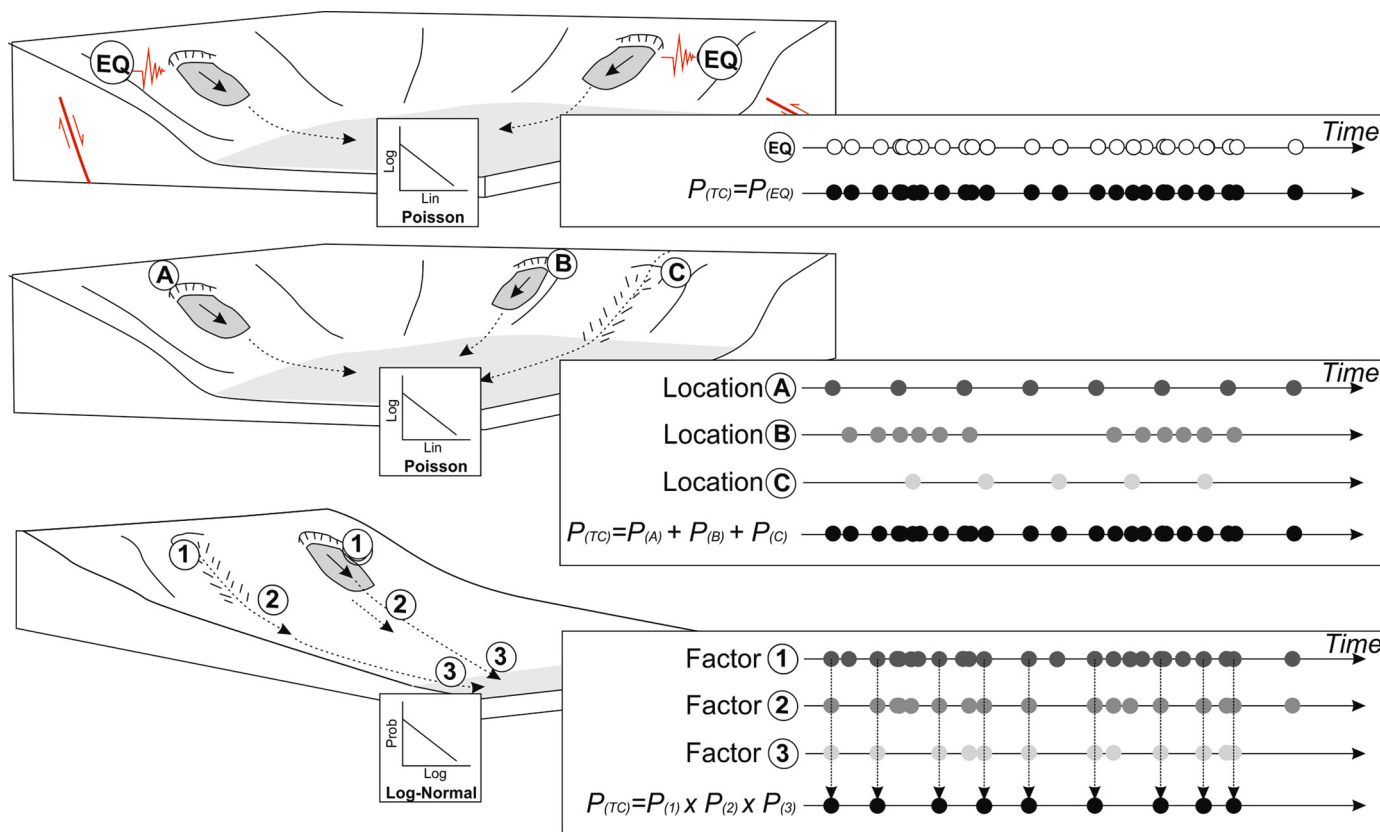 EQ
EQ
Log
Lin
Poisson
Time
EQ
P(TC)=P(EQ)
A
B
C
Log
Lin
Poisson
Time
Location A
Location B
Location C
P(TC)=P(A) + P(B) + P(C)
1
1
2
2
3
3
Prob
Log
Log-Normal
Time
Factor 1
Factor 2
Factor 3
P(TC)=P(1) x P(2) x P(3)